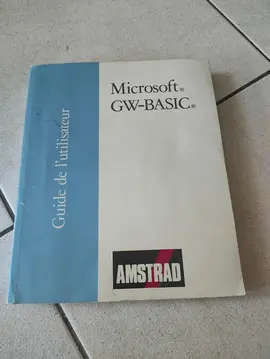 Microsoft®
GW-BASIC®
Guide de l'utilisateur
AMSTRAD